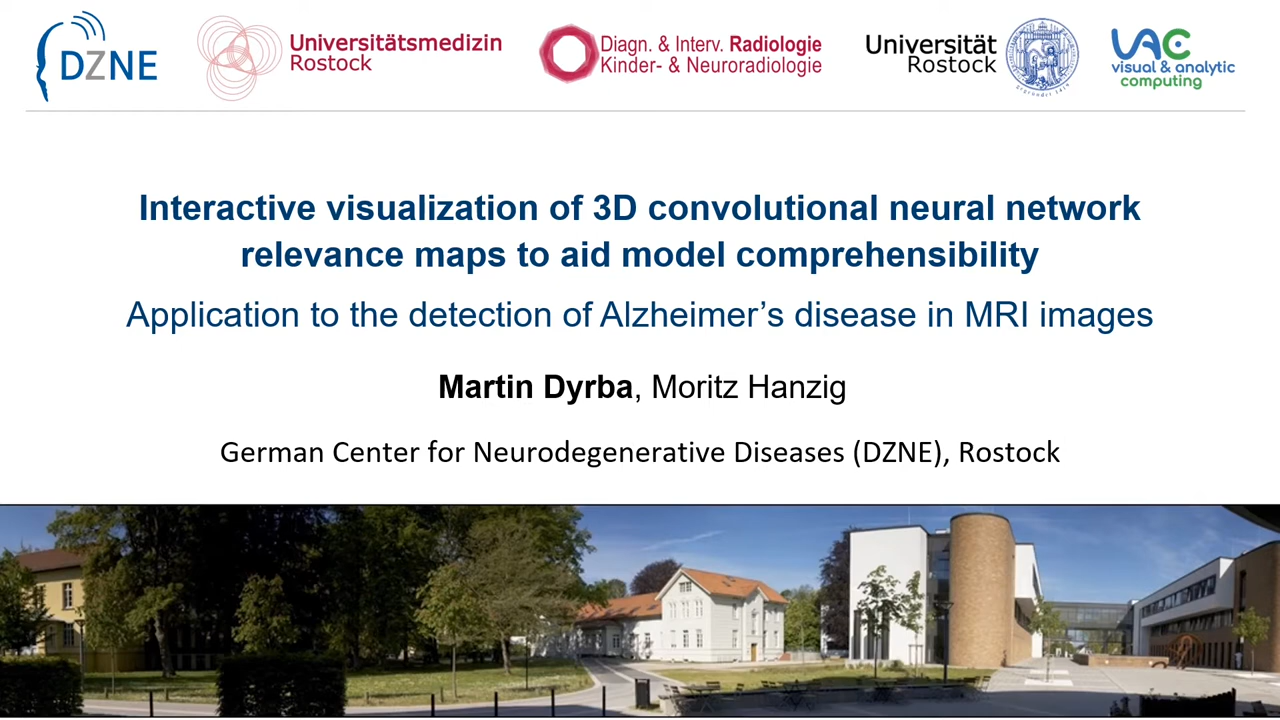 DZNE
Universitätsmedizin
Rostock
Diagn. & Interv. Radiologie
Kinder- & Neuroradiologie
Universität
Rostock
VAC
visual & analytic
computing
Interactive visualization of 3D convolutional neural network
relevance maps to aid model comprehensibility
Application to the detection of Alzheimer’s disease in MRI images
Martin Dyrba, Moritz Hanzig
German Center for Neurodegenerative Diseases (DZNE), Rostock